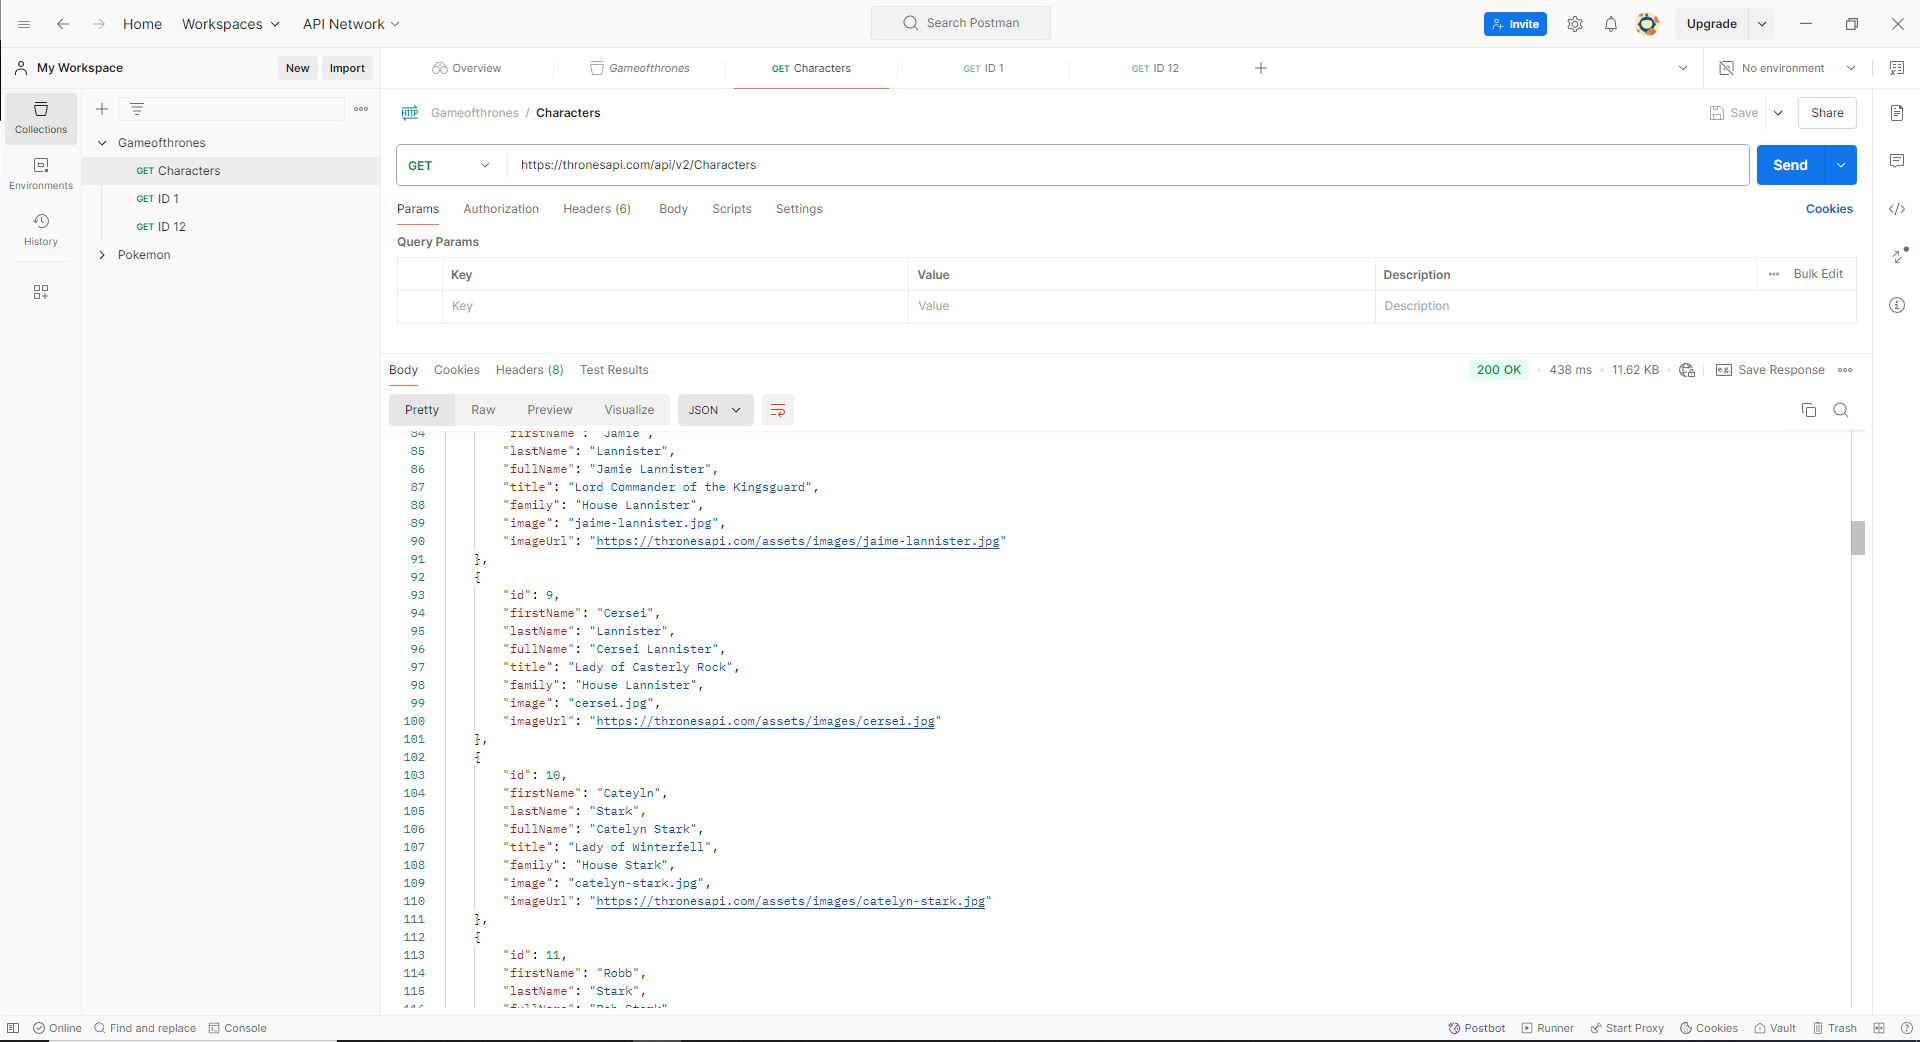 Home Workspaces API Network Search Postman Invite Upgrade
My Workspace New Import Overview Gameofthrones GET Characters GET ID 1 GET ID 12 No environment
Collections
Environments
History
Gameofthrones
GET Characters
GET ID 1
GET ID 12
Pokemon
HTTP Gameofthrones / Characters Save Share
GET https://thronesapi.com/api/v2/Characters Send
Params Authorization Headers (6) Body Scripts Settings Cookies
Query Params
Key Value Description Bulk Edit
Key Value Description
Body Cookies Headers (8) Test Results 200 OK 438 ms 11.62 KB e.g. Save Response
Pretty Raw Preview Visualize JSON
84 "firstName": "Jamie",
85 "lastName": "Lannister",
86 "fullName": "Jamie Lannister",
87 "title": "Lord Commander of the Kingsguard",
88 "family": "House Lannister",
89 "image": "jaime-lannister.jpg",
90 "imageUrl": "https://thronesapi.com/assets/images/jaime-lannister.jpg"
91 },
92 {
93 "id": 9,
94 "firstName": "Cersei",
95 "lastName": "Lannister",
96 "fullName": "Cersei Lannister",
97 "title": "Lady of Casterly Rock",
98 "family": "House Lannister",
99 "image": "cersei.jpg",
100 "imageUrl": "https://thronesapi.com/assets/images/cersei.jpg"
101 },
102 {
103 "id": 10,
104 "firstName": "Cateyln",
105 "lastName": "Stark",
106 "fullName": "Catelyn Stark",
107 "title": "Lady of Winterfell",
108 "family": "House Stark",
109 "image": "catelyn-stark.jpg",
110 "imageUrl": "https://thronesapi.com/assets/images/catelyn-stark.jpg"
111 },
112 {
113 "id": 11,
114 "firstName": "Robb",
115 "lastName": "Stark",
Online Find and replace Console Postbot Runner Start Proxy Cookies Vault Trash